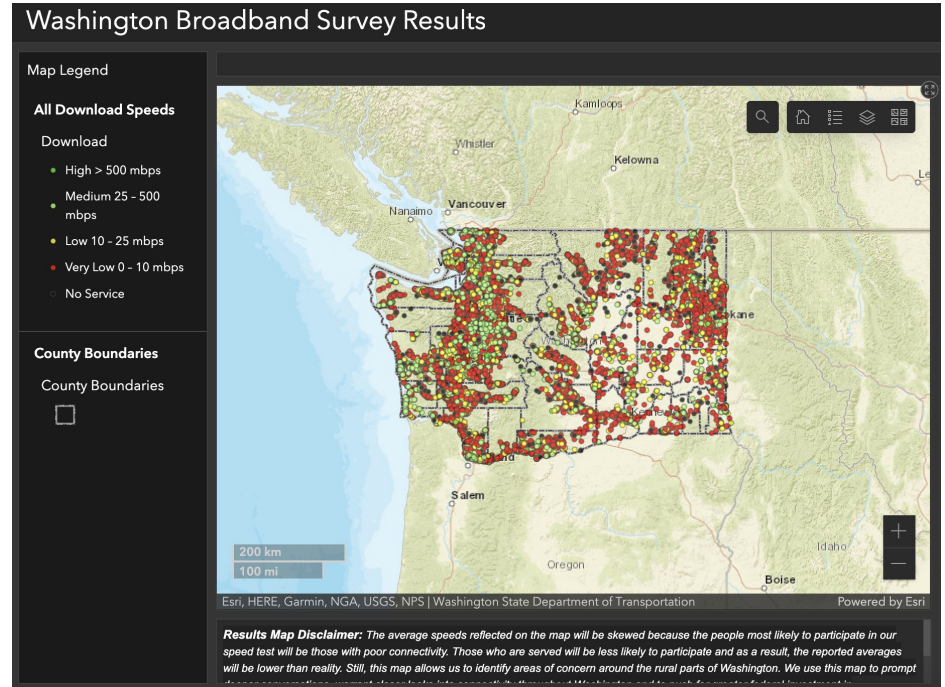 Washington Broadband Survey Results
Map Legend
All Download Speeds
Download
High > 500 mbps
Medium 25 – 500
mbps
Low 10 – 25 mbps
Very Low 0 – 10 mbps
No Service
County Boundaries
County Boundaries
Kamloops
Whistler
Kelowna
Le
Vancouver
Nanaimo
V
okane
Kenne
nd
Salem
200 km
100 mi
Oregon
Idaho
Boise
Esri, HERE, Garmin, NGA, USGS, NPS | Washington State Department of Transportation
Powered by Esri
Results Map Disclaimer: The average speeds reflected on the map will be skewed because the people most likely to participate in our
speed test will be those with poor connectivity. Those who are served will be less likely to participate and as a result, the reported averages
will be lower than reality. Still, this map allows us to identify areas of concern around the rural parts of Washington. We use this map to prompt